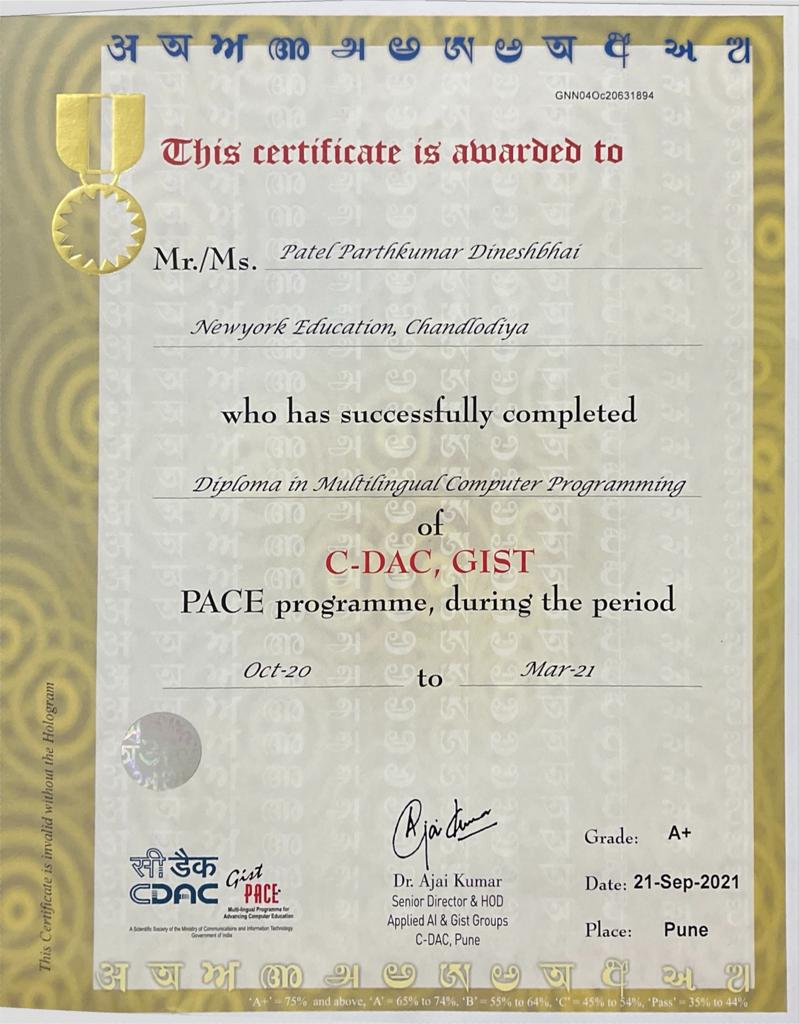 अ অ ਅ അ அ ಅ ଅ అ অ අ અ ଅ
GNN04Oc20631894
This certificate is awarded to
Mr./Ms. Patel Parthkumar Dineshbhai
Newyork Education, Chandlodiya
who has successfully completed
Diploma in Multilingual Computer Programming
of
C-DAC, GIST
PACE programme, during the period
Oct-20 to Mar-21
This Certificate is invalid without the Hologram
सी डैक
CDAC
Gist
PACE
Multi-lingual Programme for
Advancing Computer Education
A Scientific Society of the Ministry of Communications and Information Technology
Government of India
Ajai Kumar
Dr. Ajai Kumar
Senior Director & HOD
Applied AI & Gist Groups
C-DAC, Pune
Grade: A+
Date: 21-Sep-2021
Place: Pune
'A+' = 75% and above, 'A' = 65% to 74%, 'B' = 55% to 64%, 'C' = 45% to 54%, 'Pass' = 35% to 44%